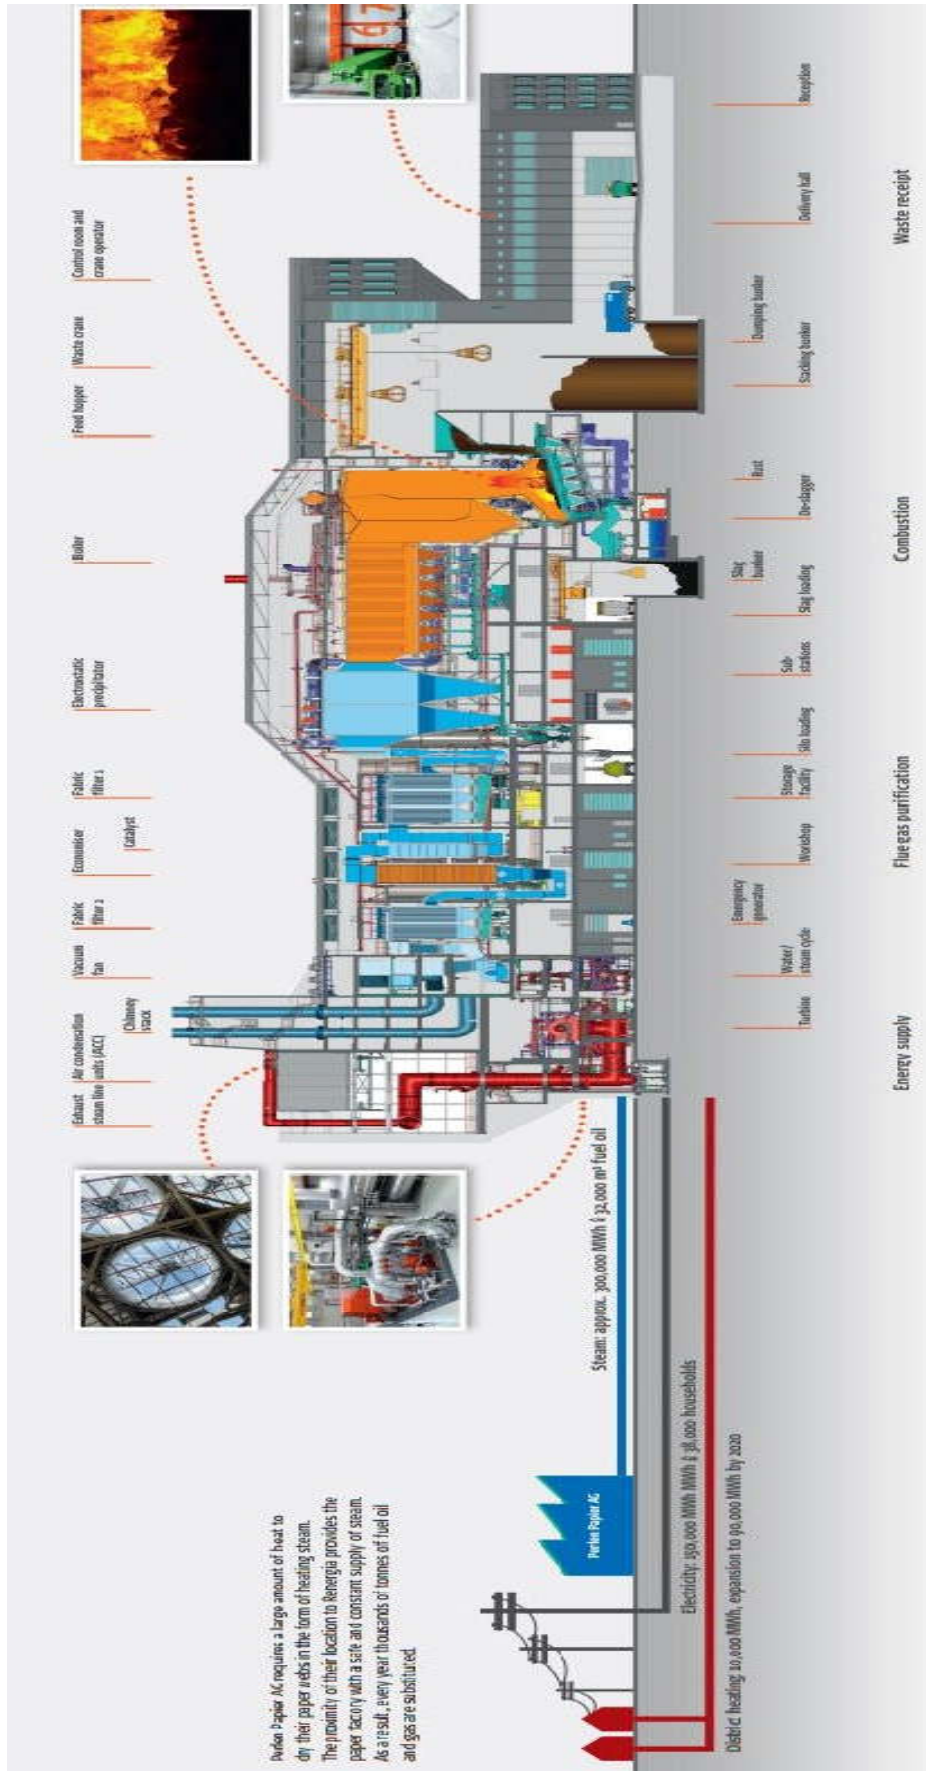 Perlen Papier AG requires a large amount of heat to
dry their paper webs in the form of heating steam.
The proximity of their location to Renergia provides the
paper factory with a safe and constant supply of steam.
As a result, every year thousands of tonnes of fuel oil
and gas are substituted.
Exhaust
steam line
Air condensation
units (ACC)
Chimney
stack
Vacuum
fan
Fabric
filter 2
Economiser
Catalyst
Fabric
filter 1
Electrostatic
precipitator
Boiler
Feed hopper
Waste crane
Control room and
crane operator
67
Perlen Papier AG
Steam: approx. 300,000 MWh ≙ 32,000 m³ fuel oil
Electricity: 150,000 MWh MWh ≙ 38,000 households
District heating 20,000 MWh, expansion to 90,000 MWh by 2020
Turbine
Water/
steam cycle
Emergency
generator
Workshop
Storage
facility
Silo loading
Sub-
stations
Slag loading
Slag
bunker
De-slagger
Rust
Stacking bunker
Dumping bunker
Delivery hall
Reception
Energy supply
Flue gas purification
Combustion
Waste receipt